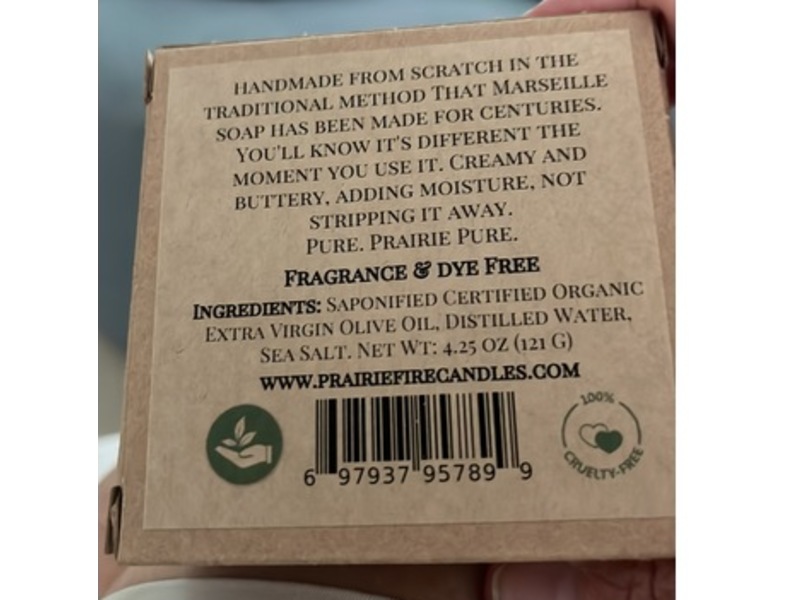 HANDMADE FROM SCRATCH IN THE
TRADITIONAL METHOD THAT MARSEILLE
SOAP HAS BEEN MADE FOR CENTURIES.
YOU'LL KNOW IT'S DIFFERENT THE
MOMENT YOU USE IT. CREAMY AND
BUTTERY, ADDING MOISTURE, NOT
STRIPPING IT AWAY.
PURE. PRAIRIE PURE.
FRAGRANCE & DYE FREE
INGREDIENTS: SAPONIFIED CERTIFIED ORGANIC
EXTRA VIRGIN OLIVE OIL, DISTILLED WATER,
SEA SALT. NET WT: 4.25 OZ (121 G)
WWW.PRAIRIEFIRECANDLES.COM
100%
CRUELTY-FREE
6 97937 95789 9